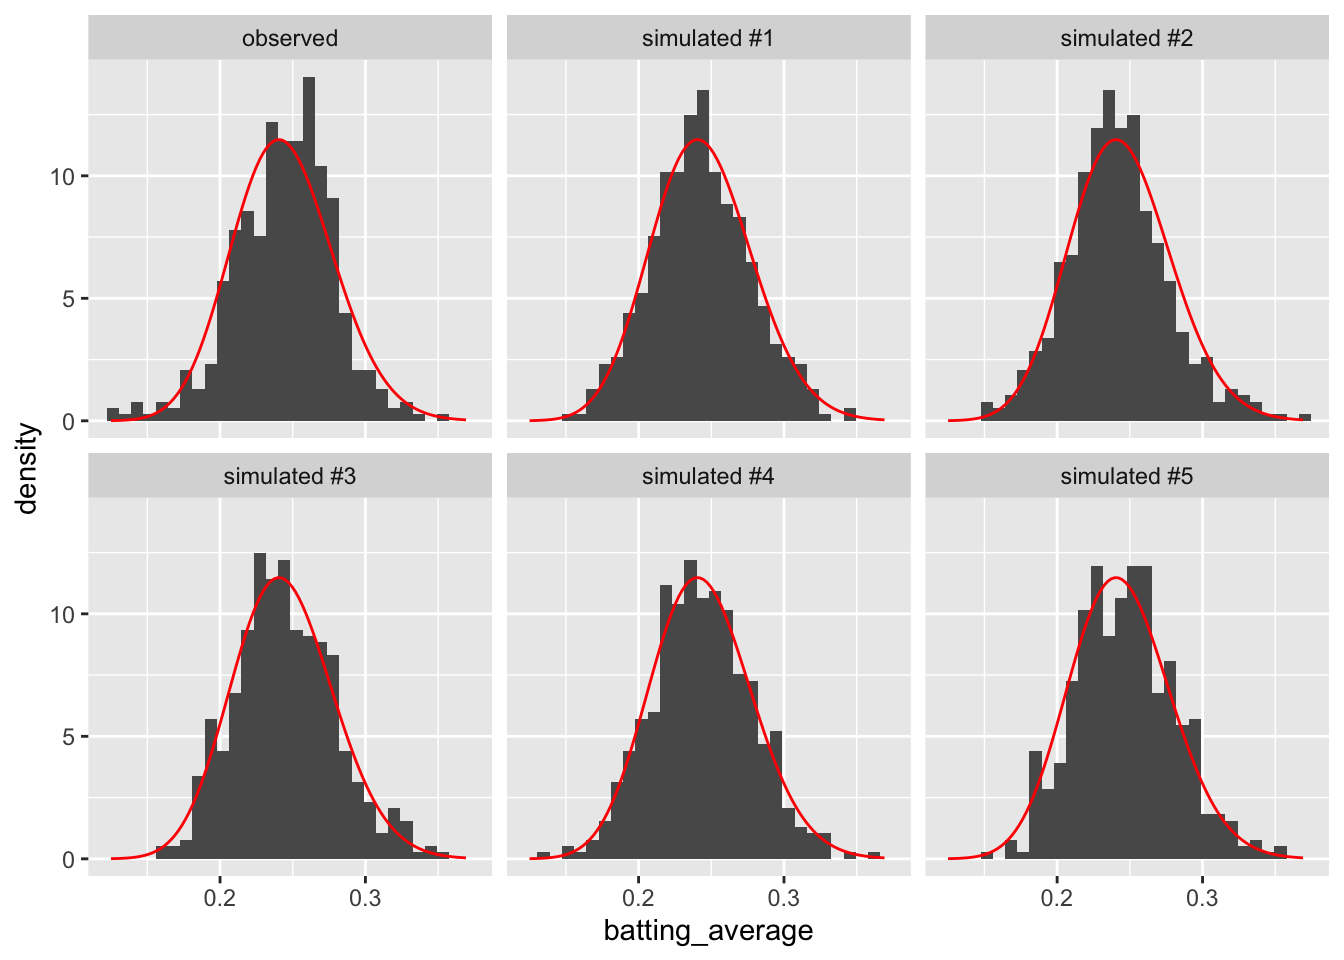 observed
simulated #1
simulated #2
10
5
0
simulated #3
simulated #4
simulated #5
10
5
0
0.2
0.3
0.2
0.3
0.2
0.3
batting_average
density